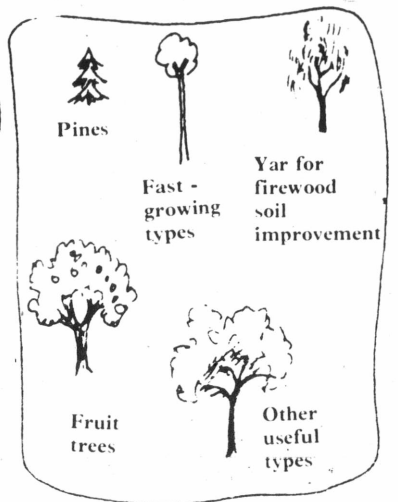 Pines
Fast -
growing
types
Yar for
firewood
soil
improvement
Fruit
trees
Other
useful
types